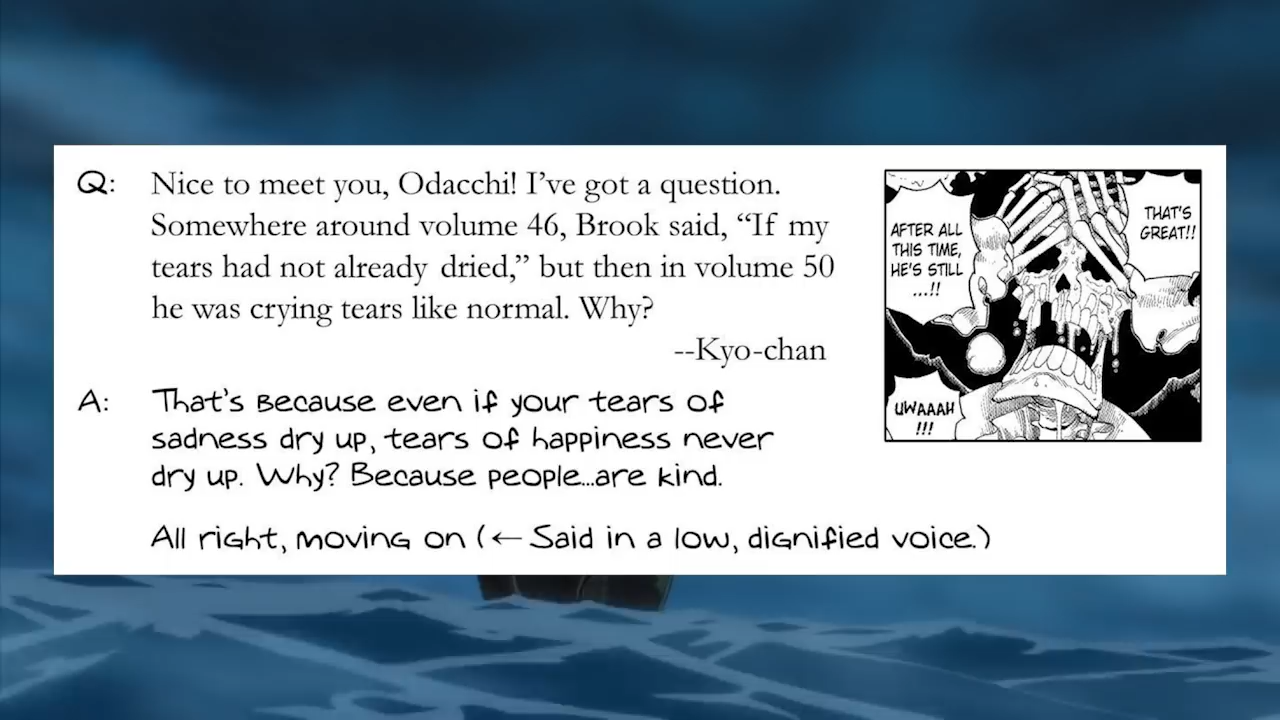 Q: Nice to meet you, Odacchi! I've got a question.
Somewhere around volume 46, Brook said, “If my
tears had not already dried,” but then in volume 50
he was crying tears like normal. Why?
--Kyo-chan
A: That's because even if your tears of
sadness dry up, tears of happiness never
dry up. Why? Because people...are kind.
All right, moving on (← Said in a low, dignified voice.)
THAT'S
GREAT!!
AFTER ALL
THIS TIME,
HE'S STILL
...!!
UWAAAH
!!!